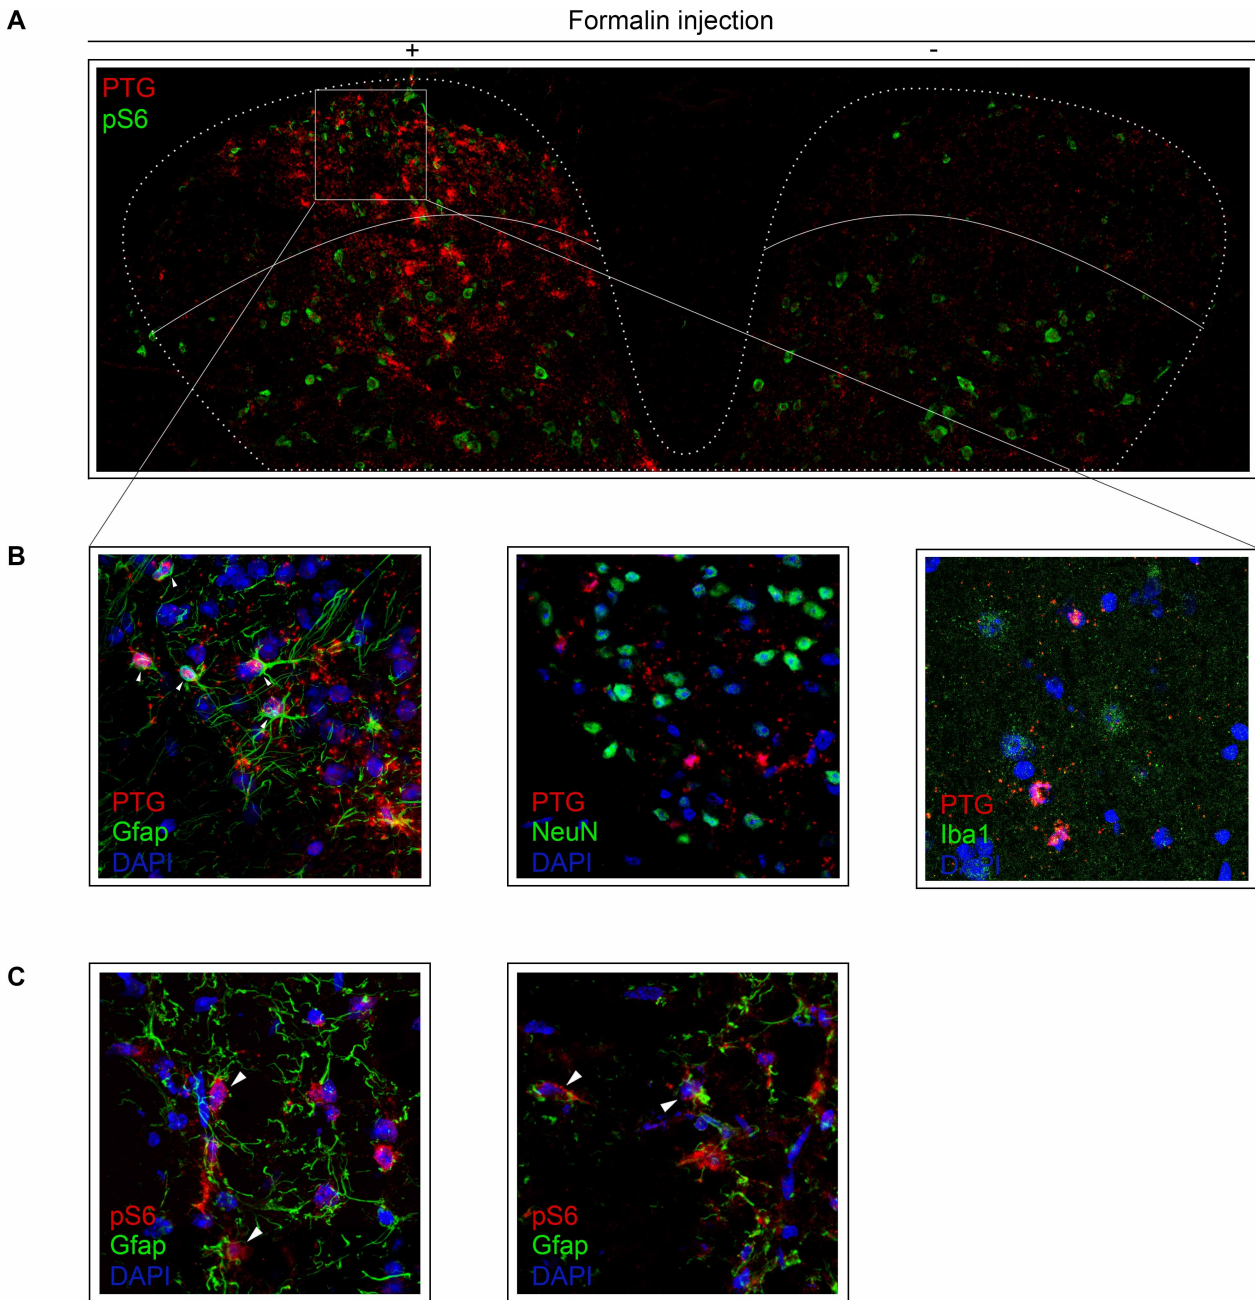 A
Formalin injection
+ -
PTG
pS6
B
PTG
Gfap
DAPI
PTG
NeuN
DAPI
PTG
Iba1
DAPI
C
pS6
Gfap
DAPI
pS6
Gfap
DAPI